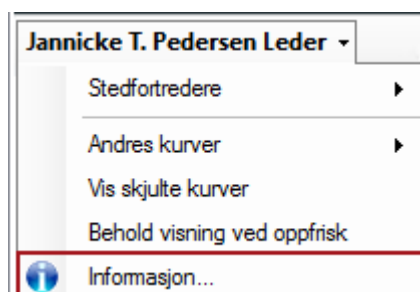 Jannicke T. Pedersen Leder
Stedfortredere
Andres kurver
Vis skjulte kurver
Behold visning ved oppfrisk
Informasjon...